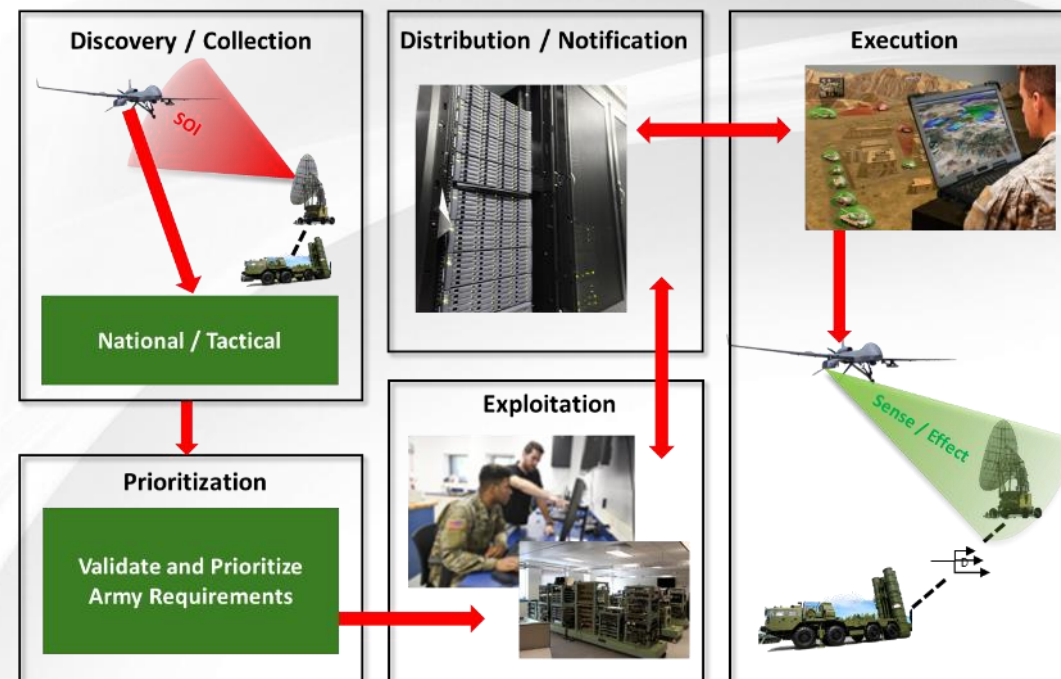 Discovery / Collection
SOI
National / Tactical
Prioritization
Validate and Prioritize
Army Requirements
Distribution / Notification
Exploitation
Execution
Sense / Effect
D